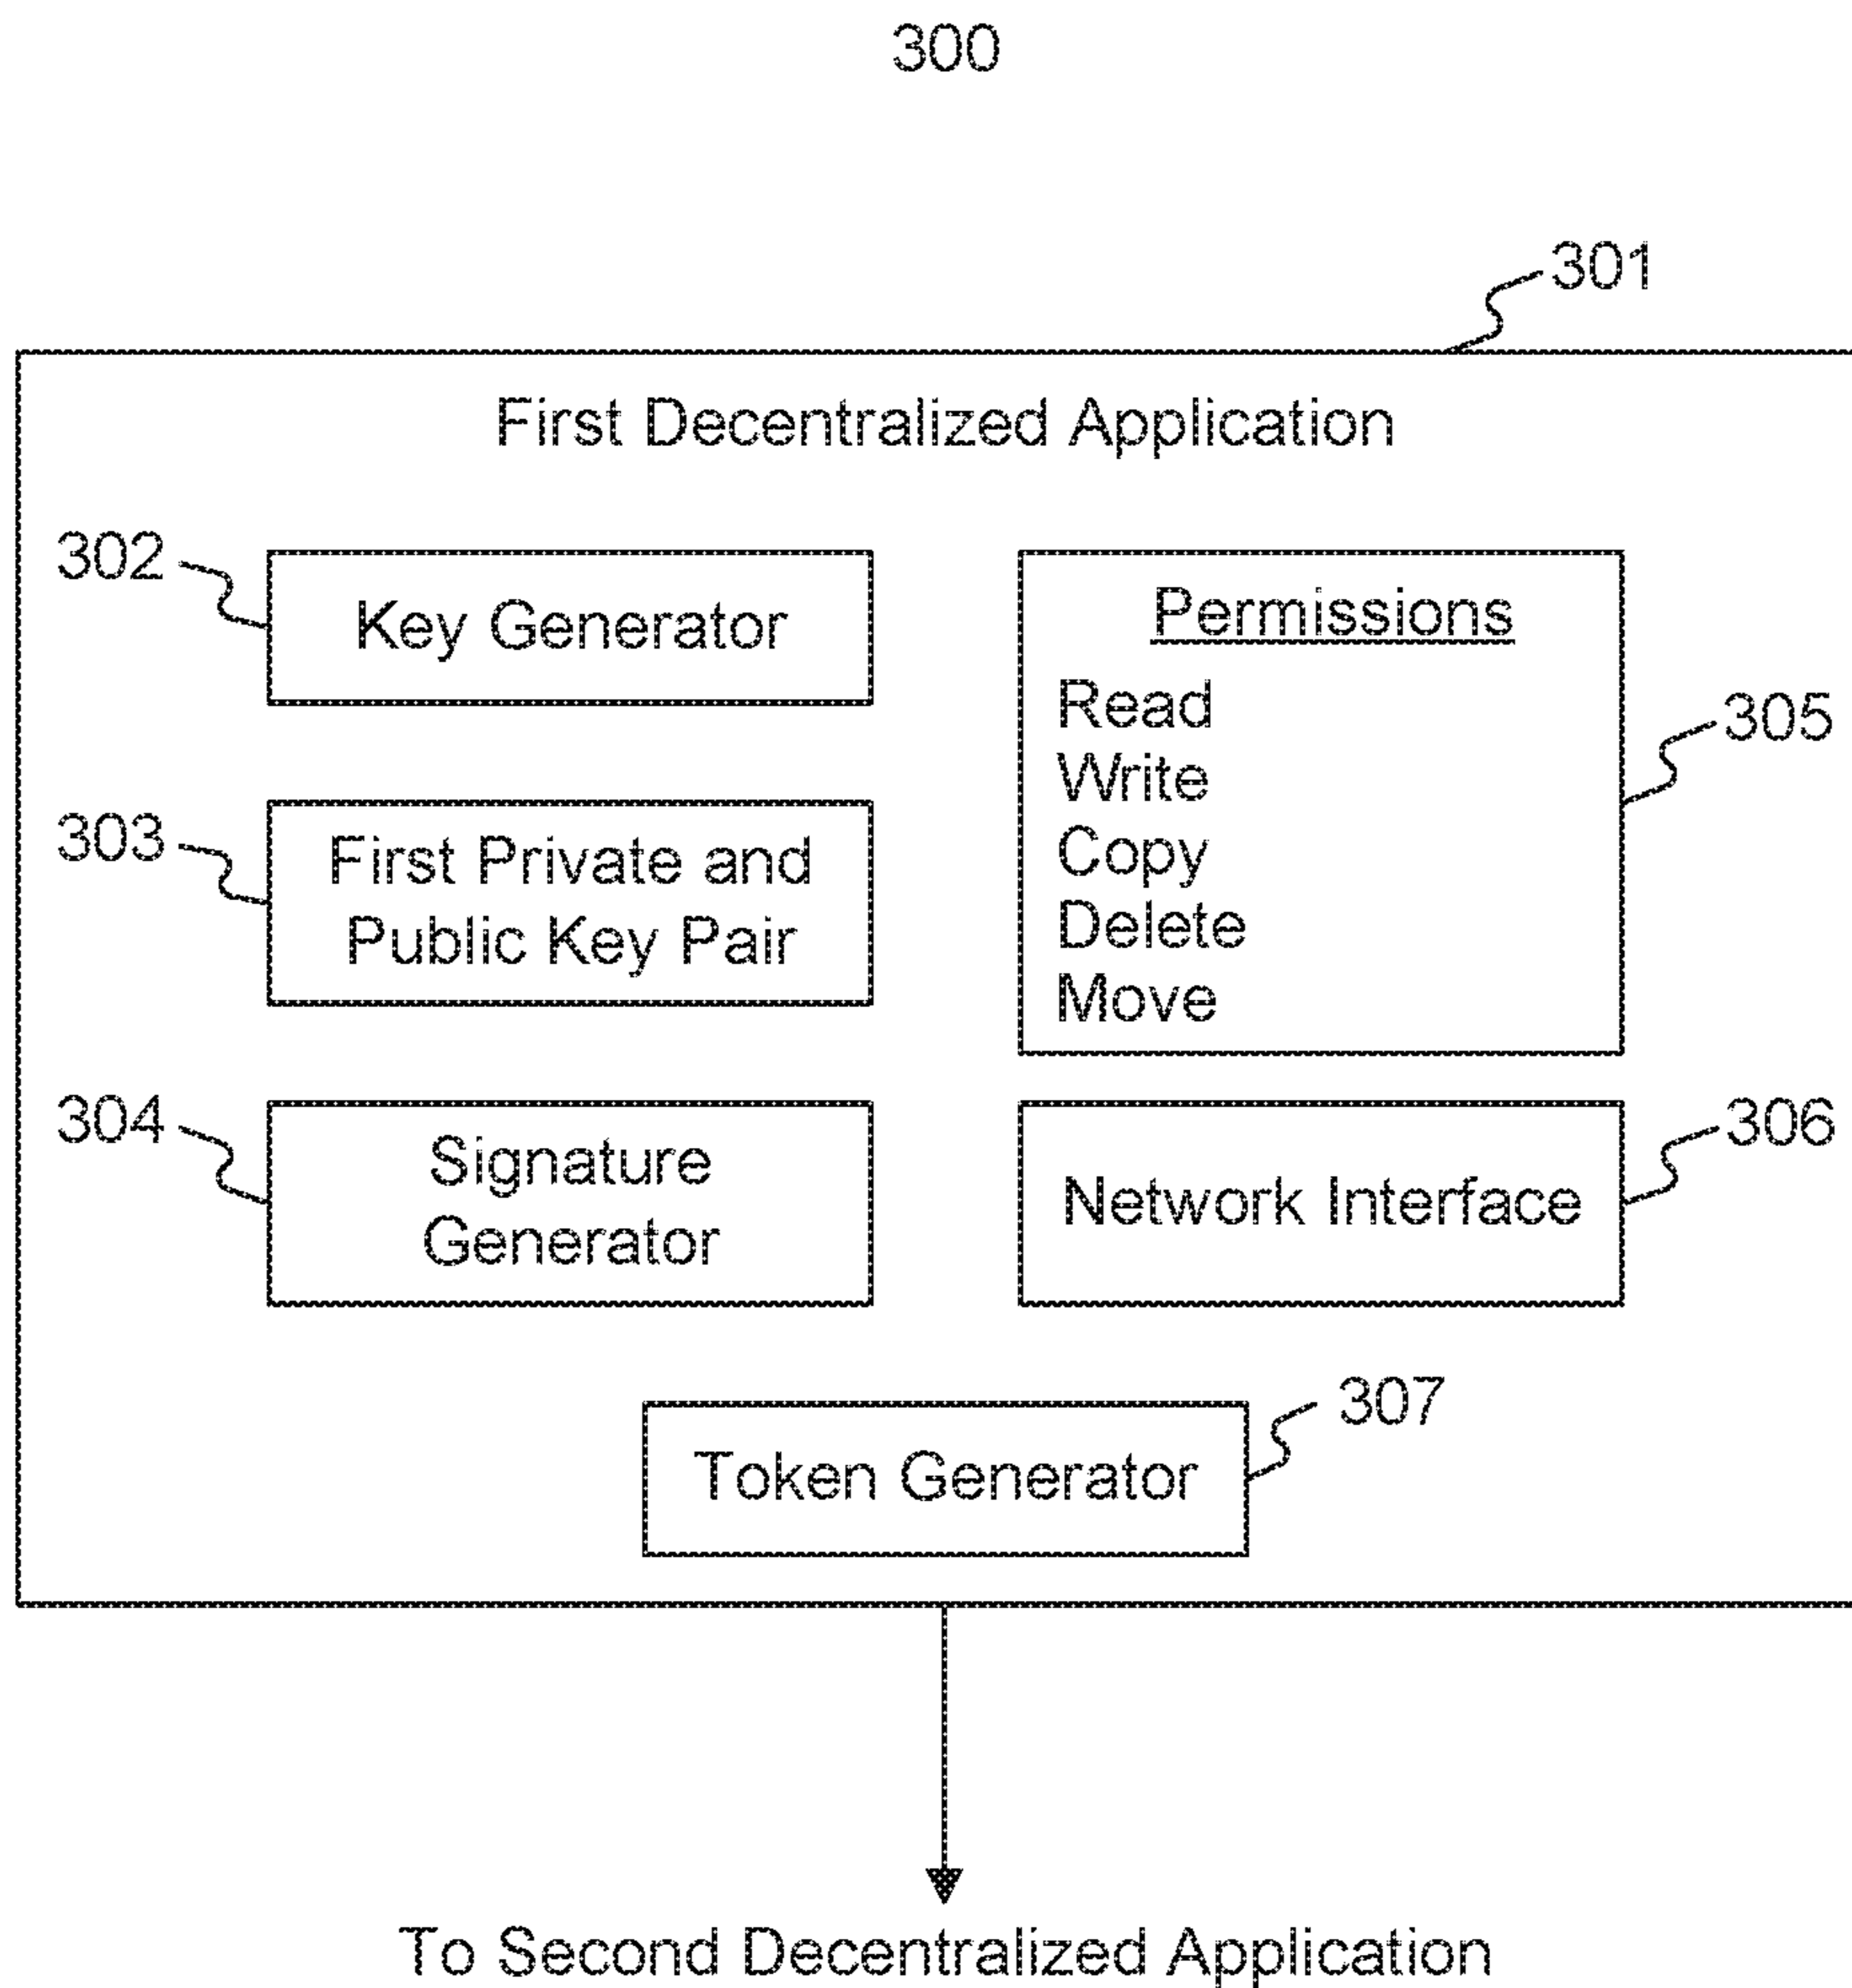 300
301
First Decentralized Application
302
Key Generator
303
First Private and
Public Key Pair
304
Signature
Generator
Permissions
Read
Write
Copy
Delete
Move
305
306
Network Interface
307
Token Generator
To Second Decentralized Application